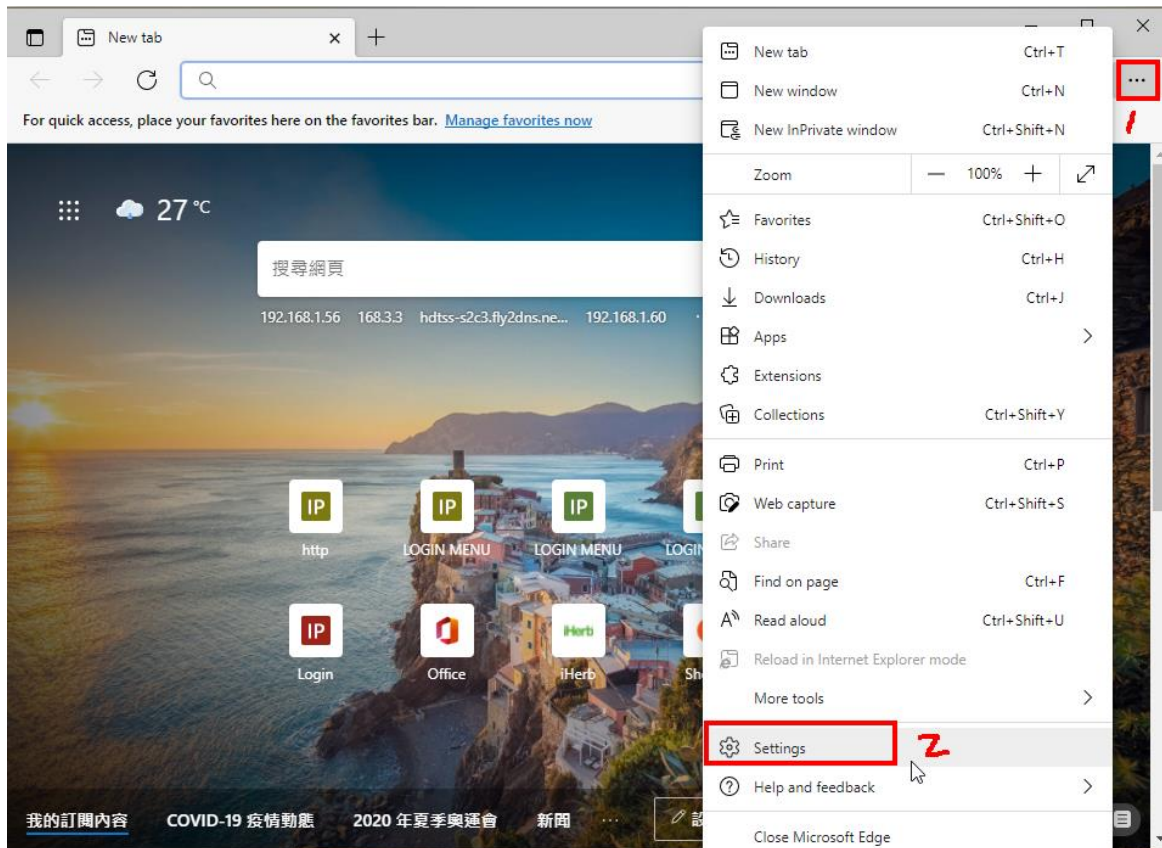 New tab
For quick access, place your favorites here on the favorites bar. Manage favorites now
1
27 °C
搜尋網頁
192.168.1.56 168.3.3 hdtss-s2c3.fly2dns.ne... 192.168.1.60
http
LOGIN MENU
LOGIN MENU
IP
IP
IP
IP
Login
Office
iHerb
iHerb
我的訂閱內容 COVID-19 疫情動態 2020 年夏季奧運會 新聞 ...
New tab Ctrl+T
New window Ctrl+N
New InPrivate window Ctrl+Shift+N
Zoom — 100% +
Favorites Ctrl+Shift+O
History Ctrl+H
Downloads Ctrl+J
Apps
Extensions
Collections Ctrl+Shift+Y
Print Ctrl+P
Web capture Ctrl+Shift+S
Share
Find on page Ctrl+F
Read aloud Ctrl+Shift+U
Reload in Internet Explorer mode
More tools
Settings 2
Help and feedback
Close Microsoft Edge